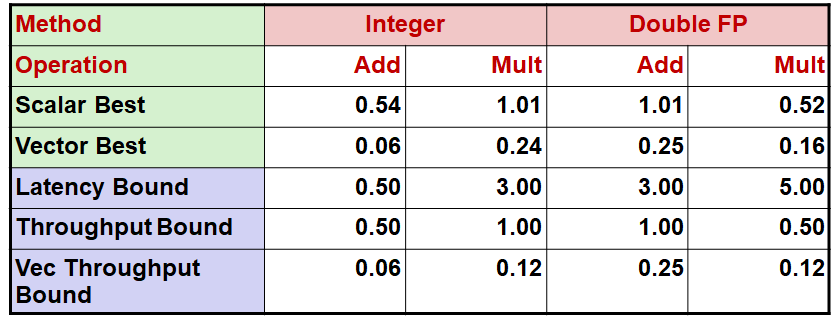 Method Integer Double FP
Operation Add Mult Add Mult
Scalar Best 0.54 1.01 1.01 0.52
Vector Best 0.06 0.24 0.25 0.16
Latency Bound 0.50 3.00 3.00 5.00
Throughput Bound 0.50 1.00 1.00 0.50
Vec Throughput 0.06 0.12 0.25 0.12
Bound